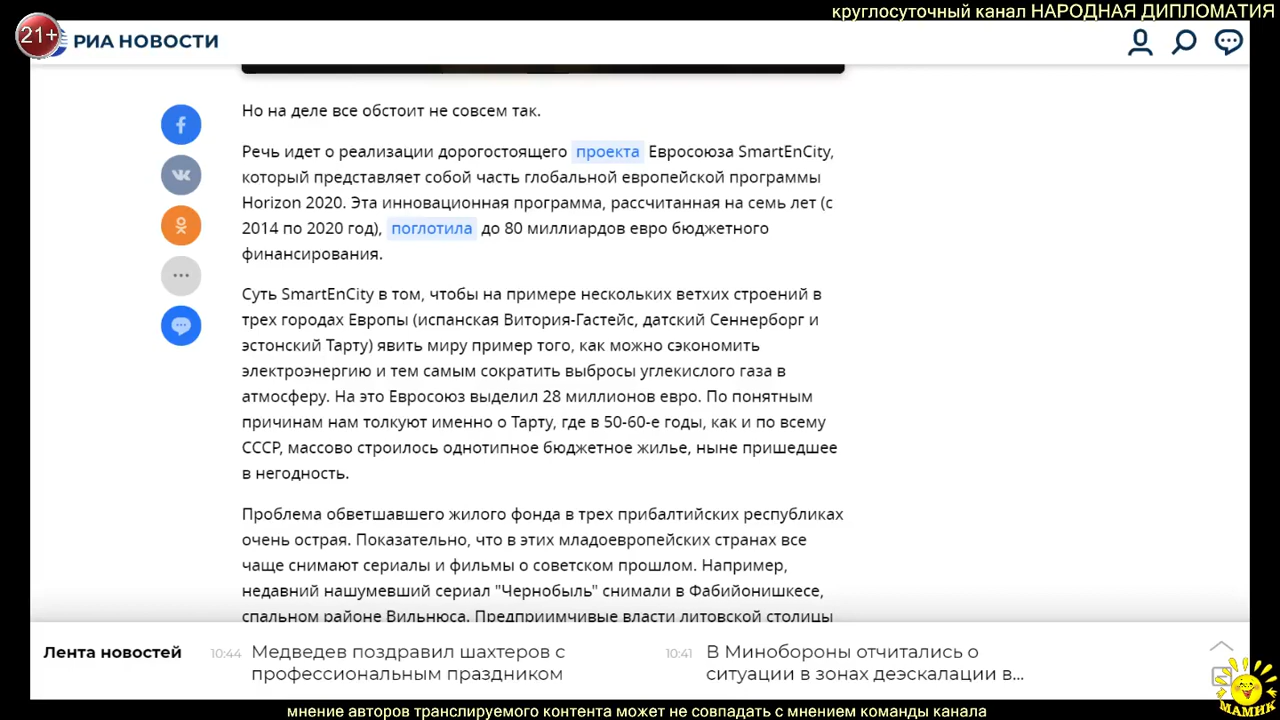 круглосуточный канал НАРОДНАЯ ДИПЛОМАТИЯ
21+
РИА НОВОСТИ
Но на деле все обстоит не совсем так.
Речь идет о реализации дорогостоящего проекта Евросоюза SmartEnCity,
который представляет собой часть глобальной европейской программы
Horizon 2020. Эта инновационная программа, рассчитанная на семь лет (с
2014 по 2020 год), поглотила до 80 миллиардов евро бюджетного
финансирования.
Суть SmartEnCity в том, чтобы на примере нескольких ветхих строений в
трех городах Европы (испанская Витория-Гастейс, датский Сеннерборг и
эстонский Тарту) явить миру пример того, как можно сэкономить
электроэнергию и тем самым сократить выбросы углекислого газа в
атмосферу. На это Евросоюз выделил 28 миллионов евро. По понятным
причинам нам толкуют именно о Тарту, где в 50-60-е годы, как и по всему
СССР, массово строилось однотипное бюджетное жилье, ныне пришедшее
в негодность.
Проблема обветшавшего жилого фонда в трех прибалтийских республиках
очень острая. Показательно, что в этих младоевропейских странах все
чаще снимают сериалы и фильмы о советском прошлом. Например,
недавний нашумевший сериал "Чернобыль" снимали в Фабийонишкесе,
спальном районе Вильнюса. Предприимчивые власти литовской столицы
Лента новостей
10:44 Медведев поздравил шахтеров с
профессиональным праздником
10:41 В Минобороны отчитались о
ситуации в зонах деэскалации в...
МАМИК
мнение авторов транслируемого контента может не совпадать с мнением команды канала